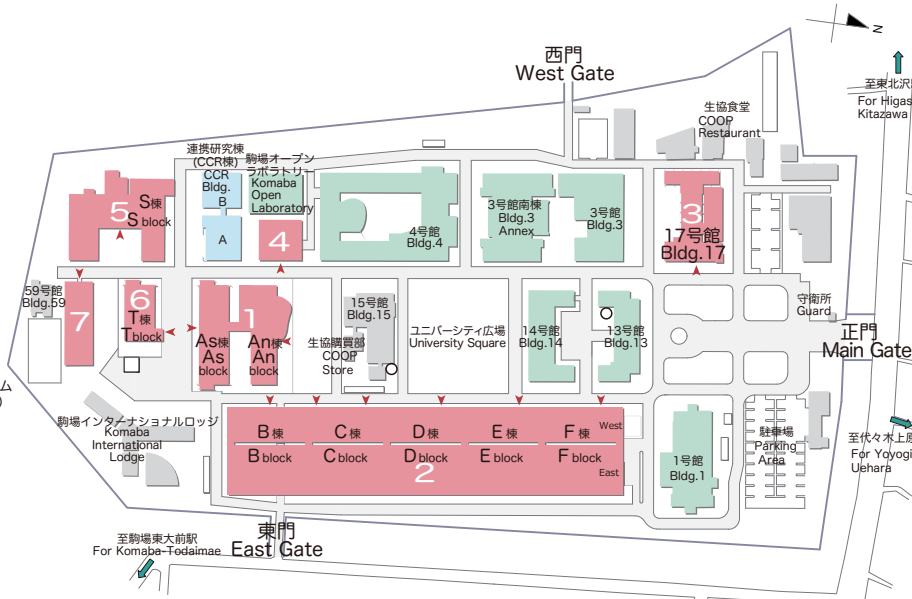 西門
West Gate
N
至東北沢
For Higas
Kitazawa
生協食堂
COOP
Restaurant
連携研究棟
(CCR棟)
CCR
Bldg.
B
A
駒場オープン
ラボラトリー
Komaba
Open
Laboratory
4
5
S棟
S block
4号館
Bldg.4
3号館南棟
Bldg.3
Annex
3号館
Bldg.3
3
17号館
Bldg.17
59号館
Bldg.59
7
6
T棟
T block
1
As棟
As
block
An棟
An
block
15号館
Bldg.15
生協購買部
COOP
Store
ユニバーシティ広場
University Square
14号館
Bldg.14
13号館
Bldg.13
守衛所
Guard
正門
Main Gate
ム
)
駒場インターナショナルロッジ
Komaba
International
Lodge
B棟
B block
C棟
C block
D棟
D block
E棟
E block
F棟
F block
West
East
2
1号館
Bldg.1
駐車場
Parking
Area
至代々木上原
For Yoyogi
Uehara
東門
East Gate
至駒場東大前駅
For Komaba-Todaimae